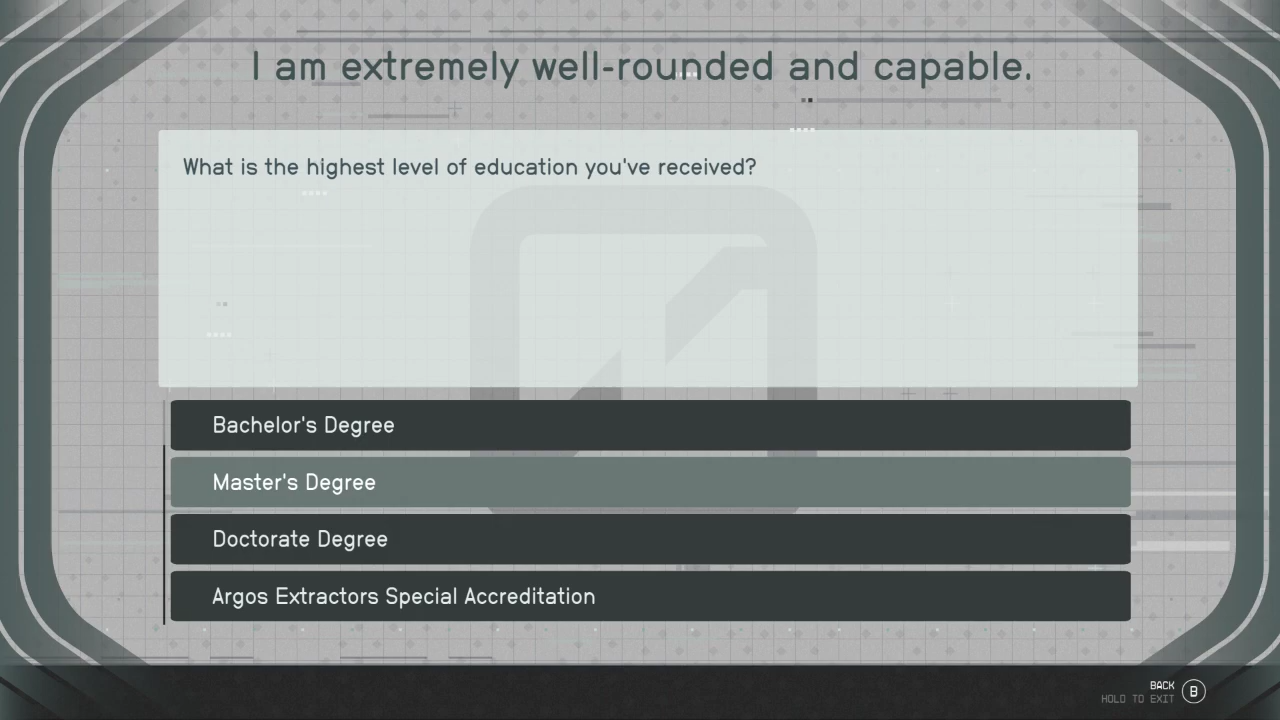 I am extremely well-rounded and capable.
What is the highest level of education you've received?
Bachelor's Degree
Master's Degree
Doctorate Degree
Argos Extractors Special Accreditation
BACK
HOLD TO EXIT
B